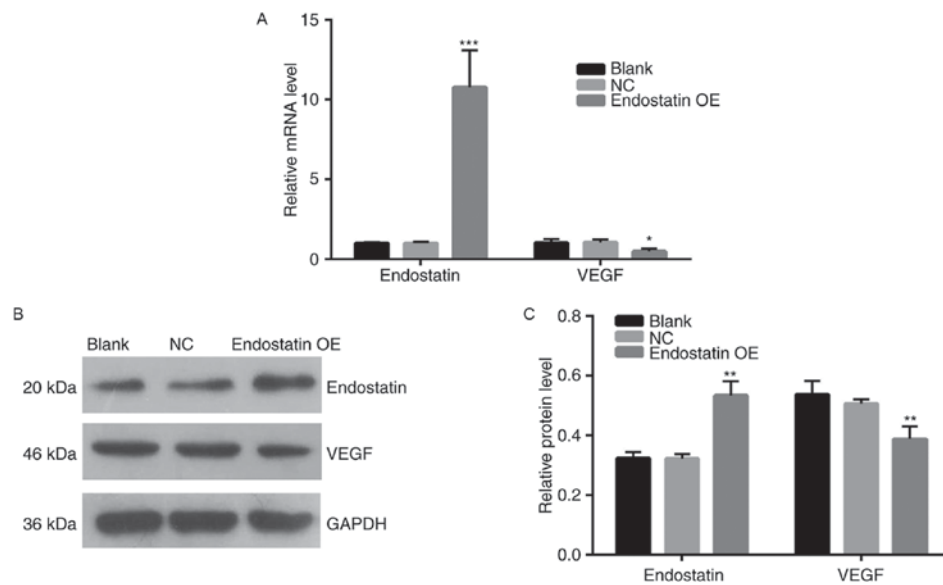 A
Relative mRNA level
15
10
5
0
***
*
Blank
NC
Endostatin OE
Endostatin VEGF
B
Blank NC Endostatin OE
20 kDa Endostatin
46 kDa VEGF
36 kDa GAPDH
C
Relative protein level
0.8
0.6
0.4
0.2
0.0
Blank
NC
Endostatin OE
**
**
Endostatin VEGF